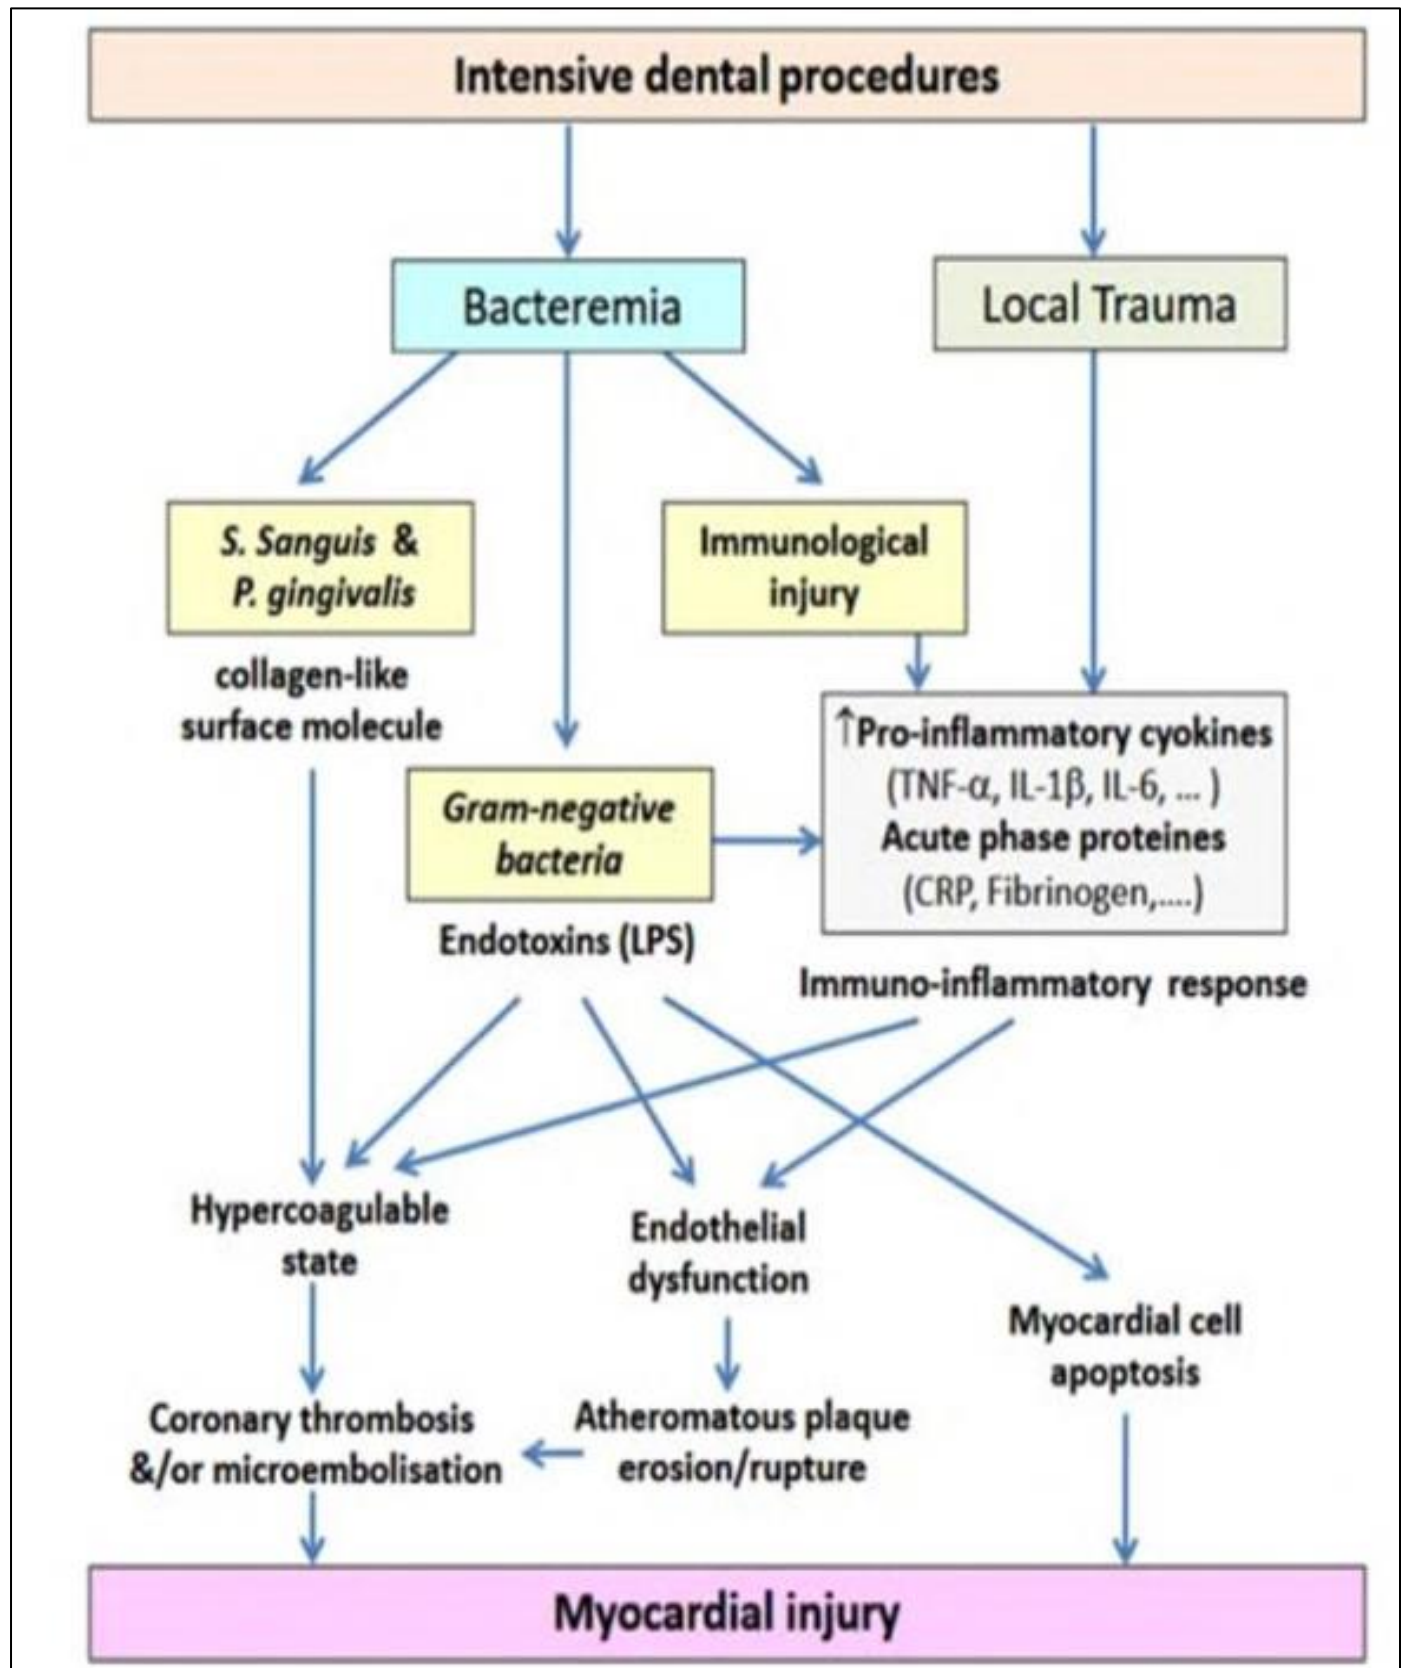 Intensive dental procedures
Bacteremia
Local Trauma
S. Sanguis &
P. gingivalis
collagen-like
surface molecule
Immunological
injury
Gram-negative
bacteria
Endotoxins (LPS)
↑Pro-inflammatory cyokines
(TNF-α, IL-1β, IL-6, ... )
Acute phase proteines
(CRP, Fibrinogen,....)
Immuno-inflammatory response
Hypercoagulable
state
Endothelial
dysfunction
Myocardial cell
apoptosis
Coronary thrombosis
&/or microembolisation
Atheromatous plaque
erosion/rupture
Myocardial injury